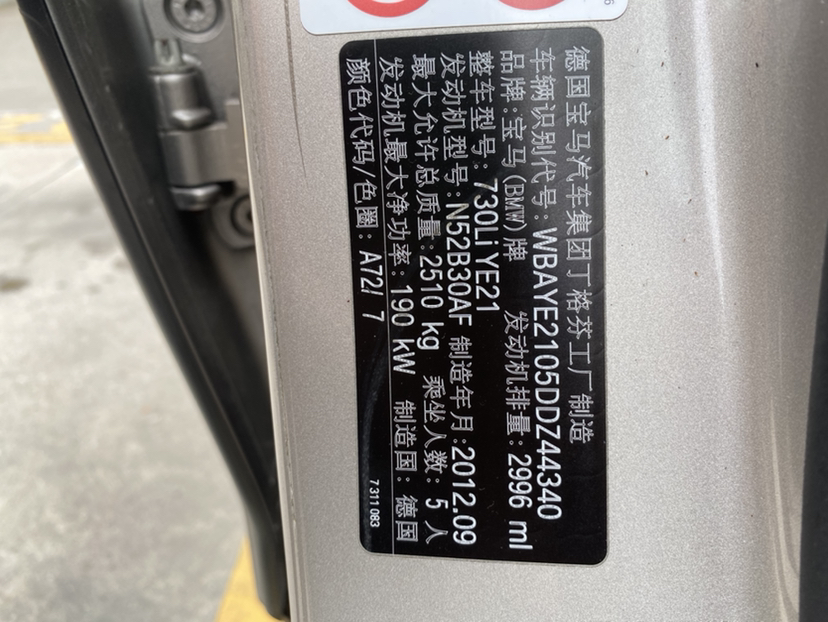 德国宝马汽车集团丁格芬工厂制造
车辆识别代号: WBAYE2105DDZ44340
品牌: 宝马(BMW)牌 发动机排量: 2996 ml
整车型号: 730Li YE21
发动机型号: N52B30AF 制造年月: 2012.09
最大允许总质量: 2510 kg 乘坐人数: 5 人
发动机最大净功率: 190 kW 制造国: 德国
颜色代码/色圈: A72/ 7
7 311 083